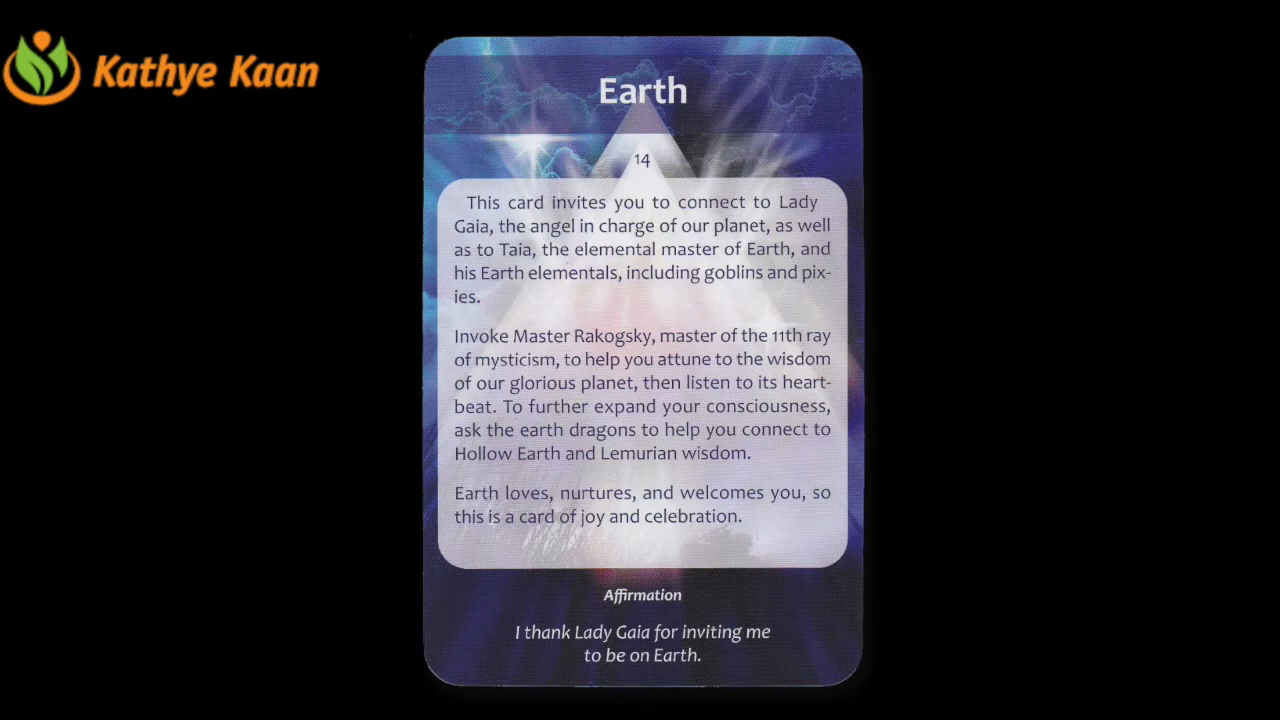 Kathye Kaan
Earth
14
This card invites you to connect to Lady
Gaia, the angel in charge of our planet, as well
as to Taia, the elemental master of Earth, and
his Earth elementals, including goblins and pix-
ies.
Invoke Master Rakogsky, master of the 11th ray
of mysticism, to help you attune to the wisdom
of our glorious planet, then listen to its heart-
beat. To further expand your consciousness,
ask the earth dragons to help you connect to
Hollow Earth and Lemurian wisdom.
Earth loves, nurtures, and welcomes you, so
this is a card of joy and celebration.
Affirmation
I thank Lady Gaia for inviting me
to be on Earth.